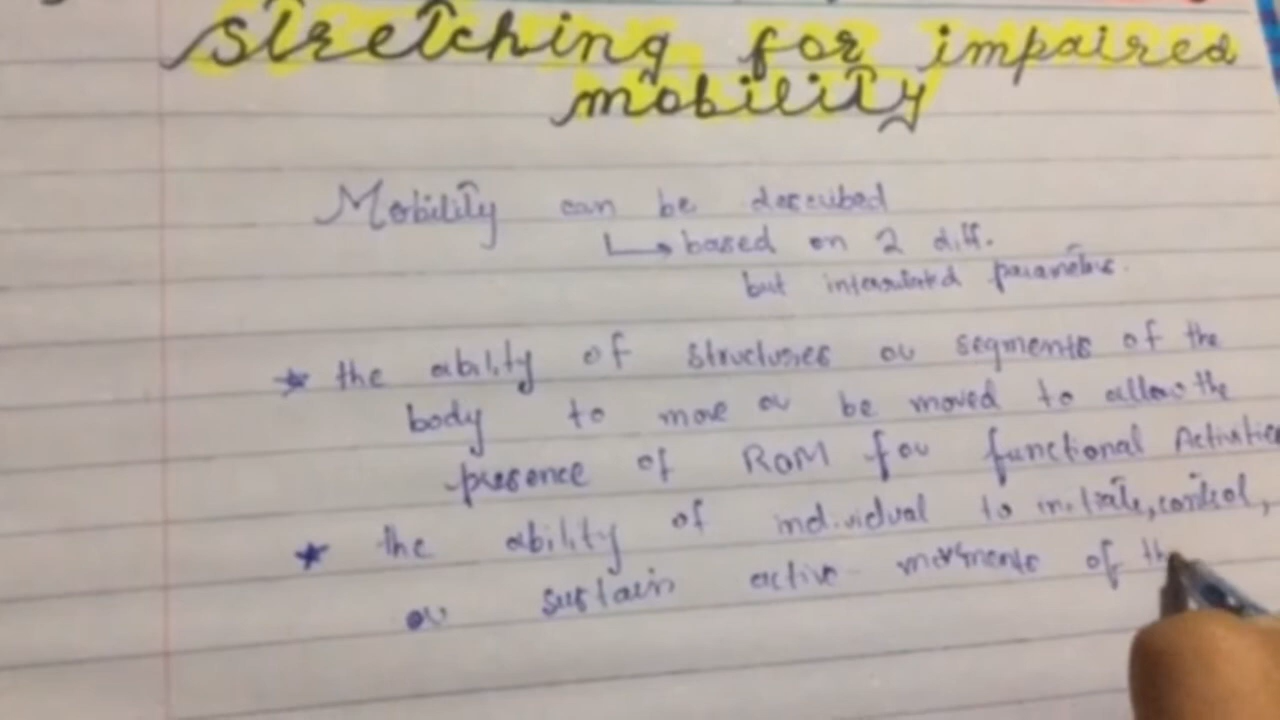 stretching for impaired
mobility
Mobility can be described
↳ based on 2 diff.
but interrelated parameters.
★ the ability of structures or segments of the
body to move or be moved to allow the
presence of ROM for functional Activities
★ the ability of individual to initiate, control,
or sustain active movments of th